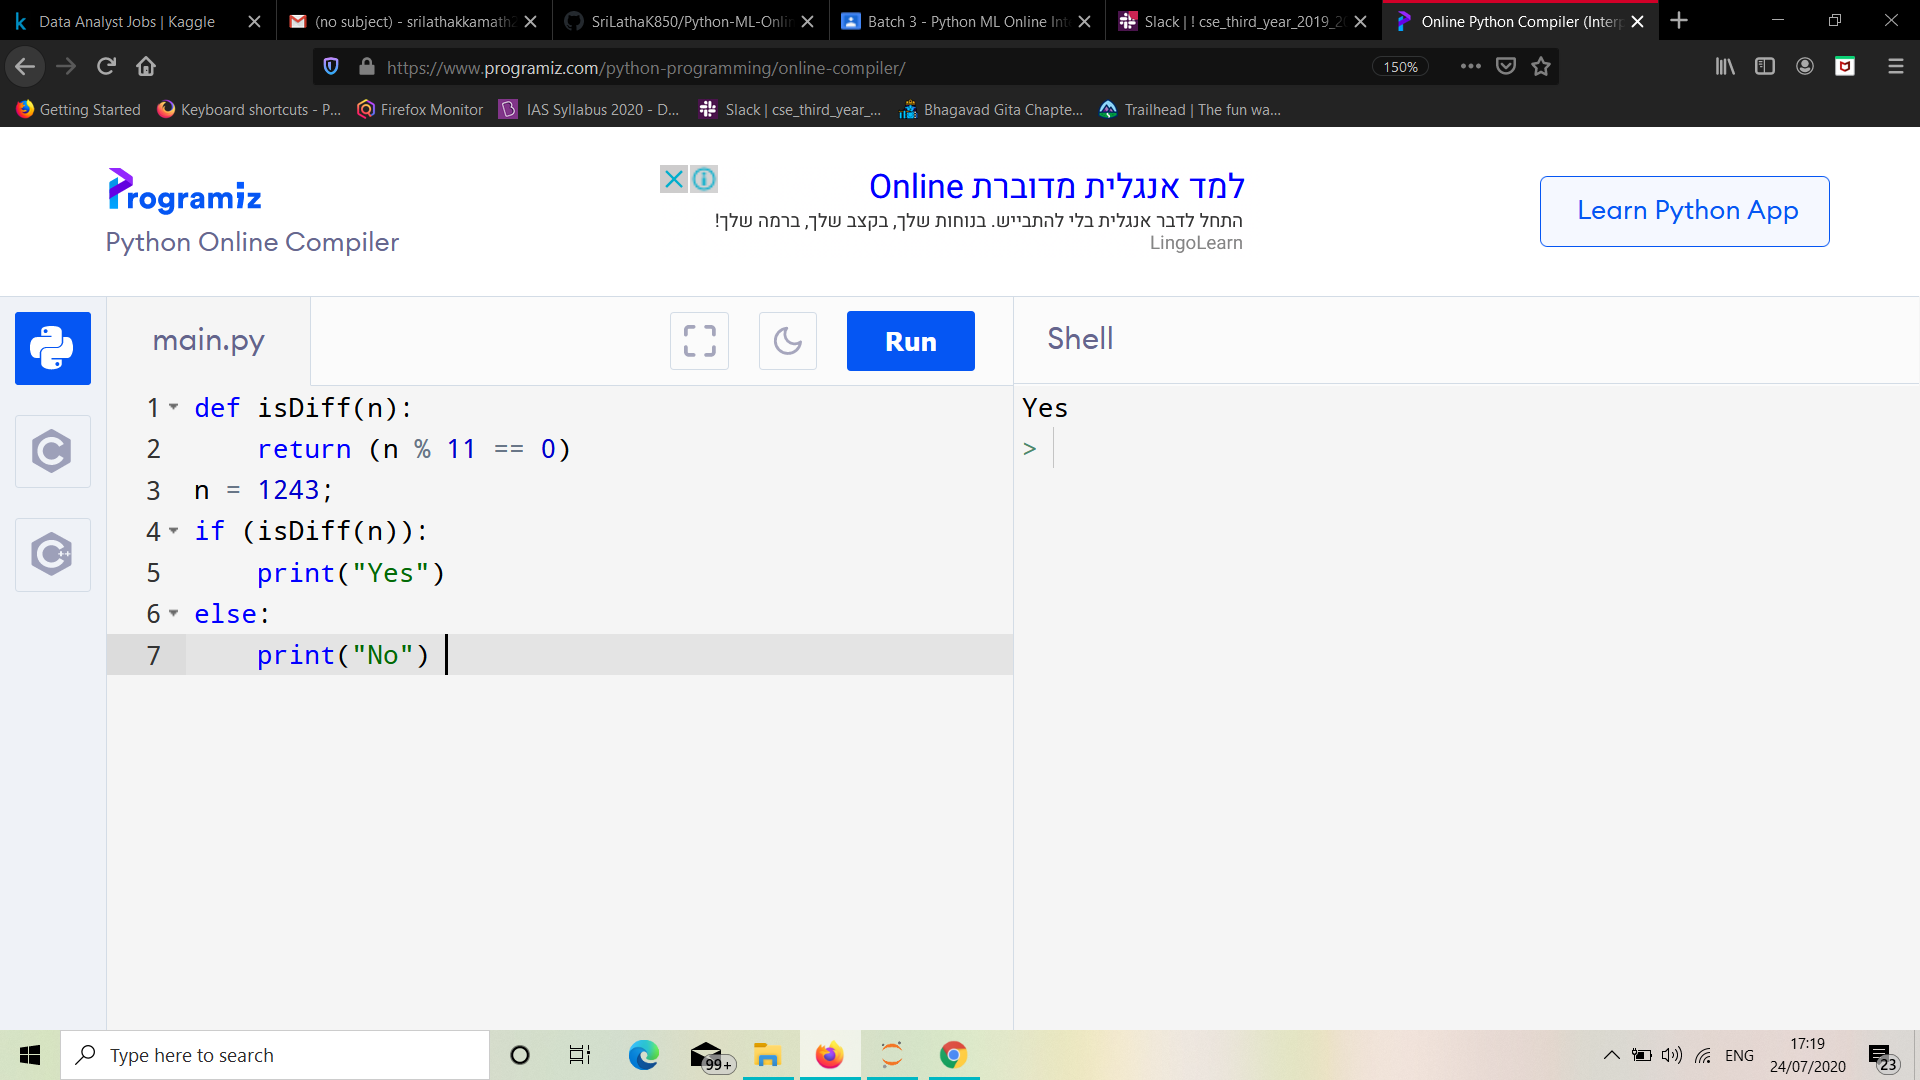 Data Analyst Jobs | Kaggle
(no subject) - srilathakkamath2
SriLathaK850/Python-ML-Onlin
Batch 3 - Python ML Online Int
Slack | ! cse_third_year_2019_20
Online Python Compiler (Interp
https://www.programiz.com/python-programming/online-compiler/
150%
Getting Started
Keyboard shortcuts - P...
Firefox Monitor
IAS Syllabus 2020 - D...
Slack | cse_third_year_...
Bhagavad Gita Chapte...
Trailhead | The fun wa...
Programiz
Python Online Compiler
למד אנגלית מדוברת Online
התחל לדבר אנגלית בלי להתבייש. בנוחות שלך, בקצב שלך, ברמה שלך!
LingoLearn
Learn Python App
main.py
Run
Shell
1 def isDiff(n):
2     return (n % 11 == 0)
3 n = 1243;
4 if (isDiff(n)):
5     print("Yes")
6 else:
7     print("No")
Yes
>
Type here to search
99+
ENG
17:19
24/07/2020
23